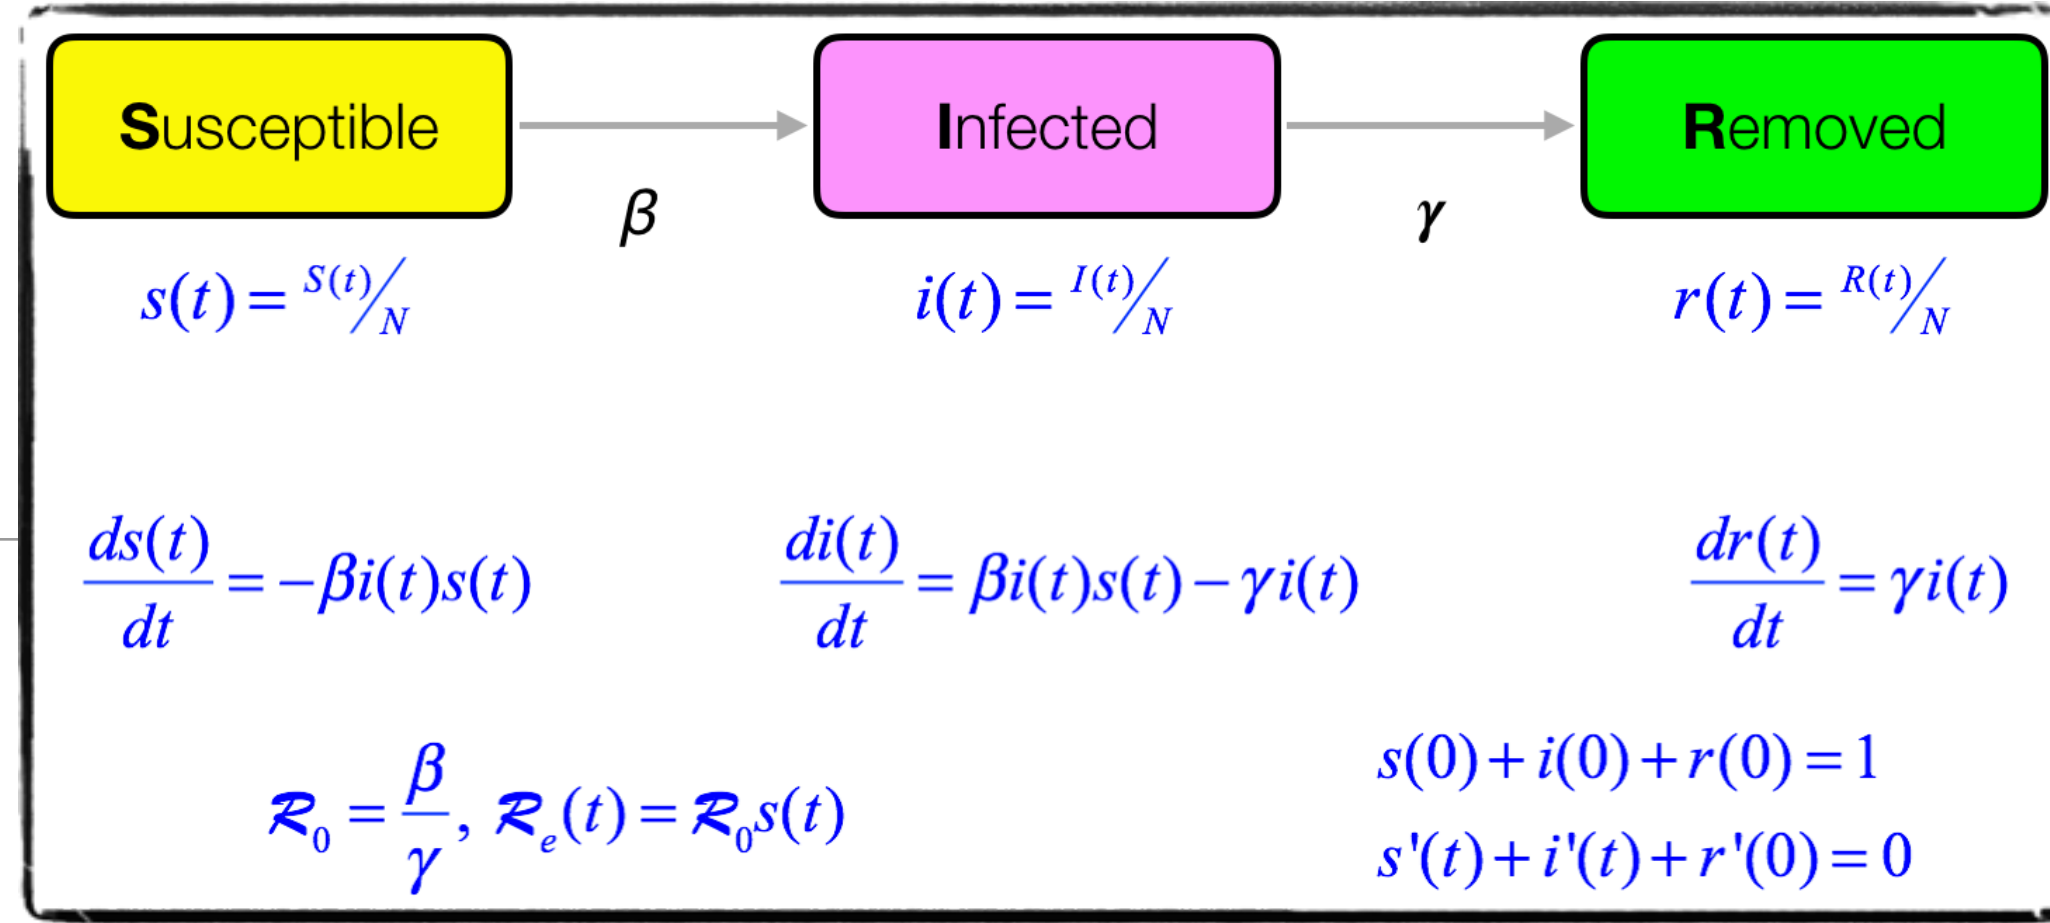 Susceptible Infected Removed
β γ
s(t) = S(t)/N i(t) = I(t)/N r(t) = R(t)/N
ds(t)/dt = −βi(t)s(t) di(t)/dt = βi(t)s(t) − γi(t) dr(t)/dt = γi(t)
s(0) + i(0) + r(0) = 1
ℛ₀ = β/γ, ℛₑ(t) = ℛ₀s(t)
s'(t) + i'(t) + r'(0) = 0